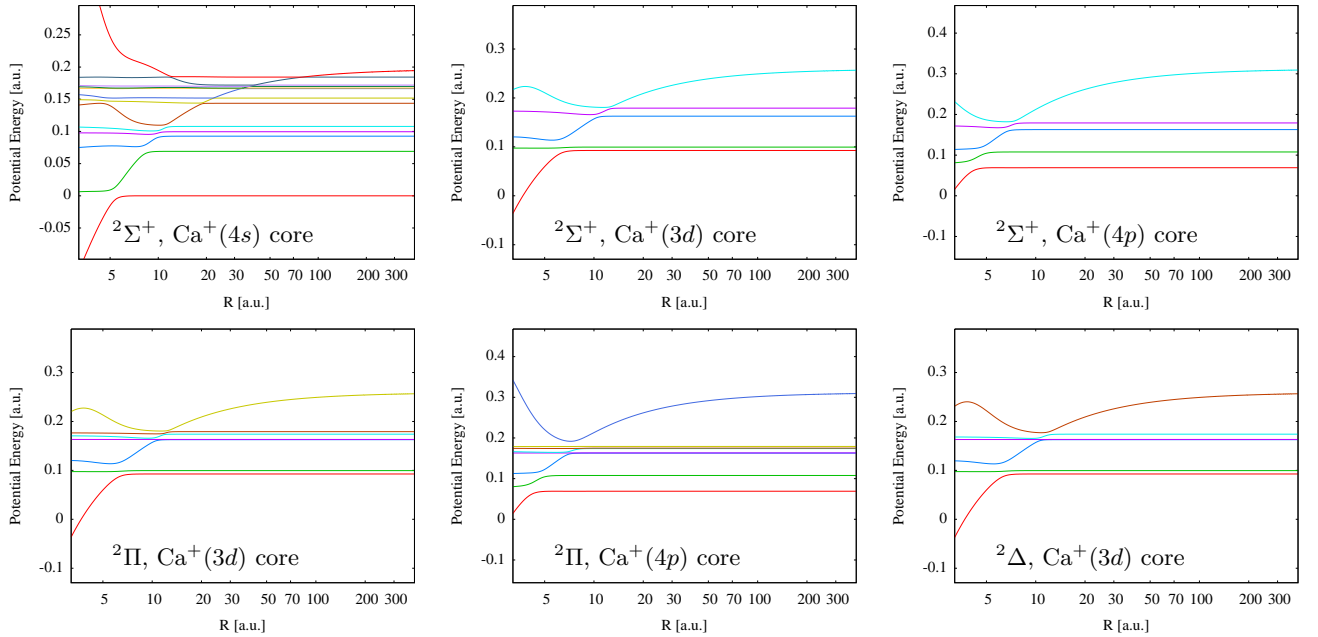 0.25
0.2
0.15
0.1
0.05
0
-0.05
Potential Energy [a.u.]
²Σ⁺, Ca⁺(4s) core
5 10 20 30 50 70 100 200 300
R [a.u.]
0.3
0.2
0.1
0
-0.1
Potential Energy [a.u.]
²Σ⁺, Ca⁺(3d) core
5 10 20 30 50 70 100 200 300
R [a.u.]
0.4
0.3
0.2
0.1
0
-0.1
Potential Energy [a.u.]
²Σ⁺, Ca⁺(4p) core
5 10 20 30 50 70 100 200 300
R [a.u.]
0.3
0.2
0.1
0
-0.1
Potential Energy [a.u.]
²Π, Ca⁺(3d) core
5 10 20 30 50 70 100 200 300
R [a.u.]
0.4
0.3
0.2
0.1
0
-0.1
Potential Energy [a.u.]
²Π, Ca⁺(4p) core
5 10 20 30 50 70 100 200 300
R [a.u.]
0.3
0.2
0.1
0
-0.1
Potential Energy [a.u.]
²Δ, Ca⁺(3d) core
5 10 20 30 50 70 100 200 300
R [a.u.]